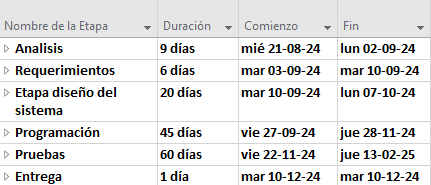 Nombre de la Etapa Duración Comienzo Fin
Analisis 9 días mié 21-08-24 lun 02-09-24
Requerimientos 6 días mar 03-09-24 mar 10-09-24
Etapa diseño del 20 días mar 10-09-24 lun 07-10-24
sistema
Programación 45 días vie 27-09-24 jue 28-11-24
Pruebas 60 días vie 22-11-24 jue 13-02-25
Entrega 1 día mar 10-12-24 mar 10-12-24